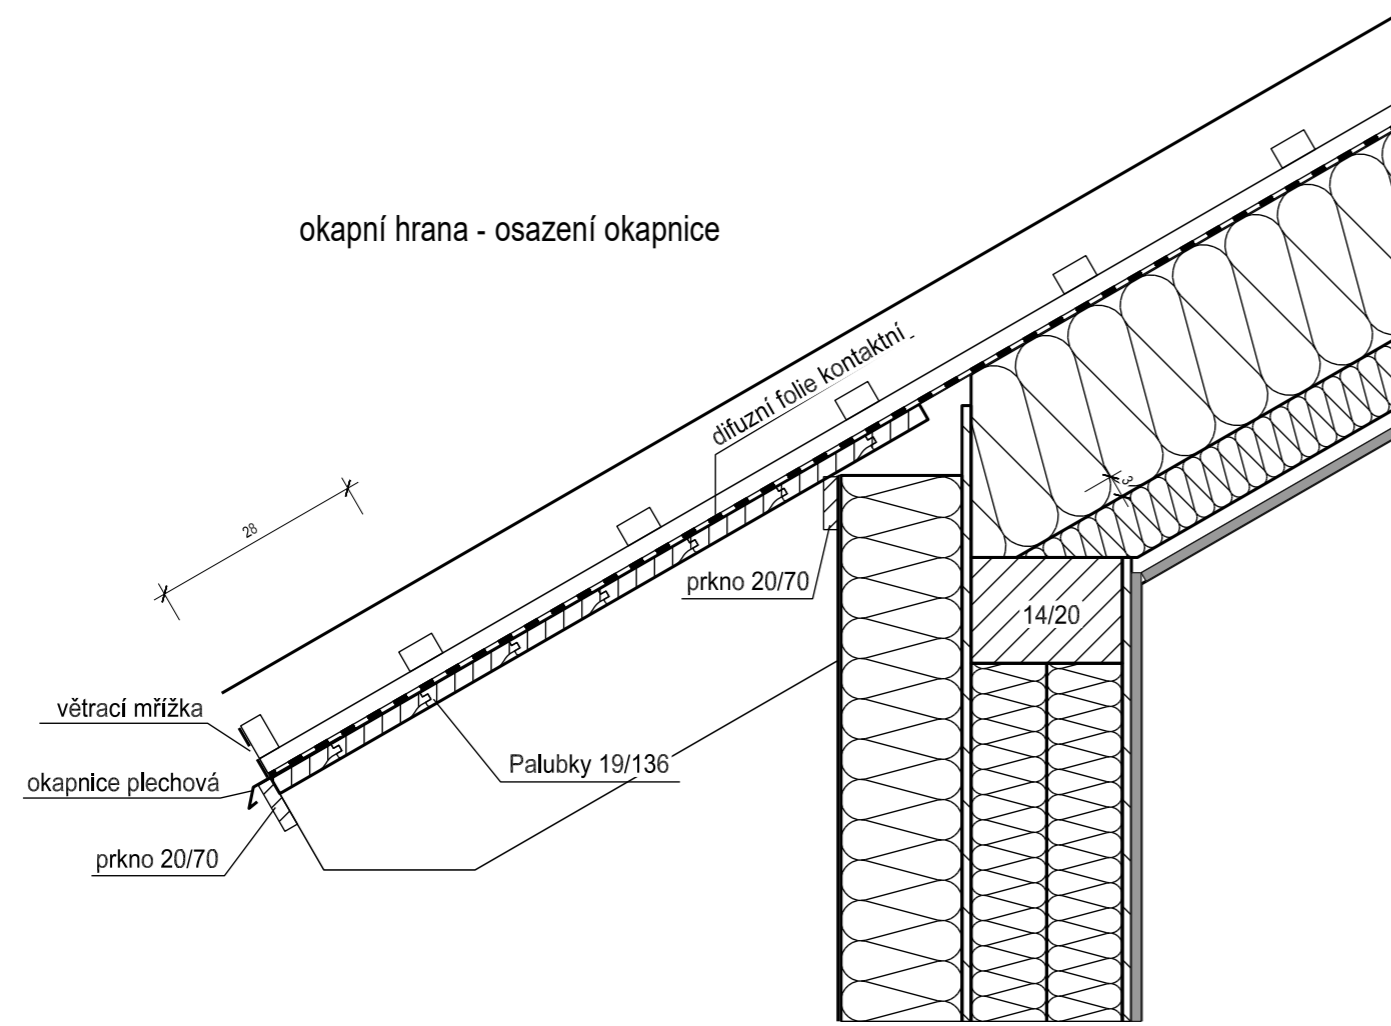 okapní hrana - osazení okapnice
difuzní folie kontaktní
28
3
prkno 20/70
14/20
větrací mřížka
Palubky 19/136
okapnice plechová
prkno 20/70